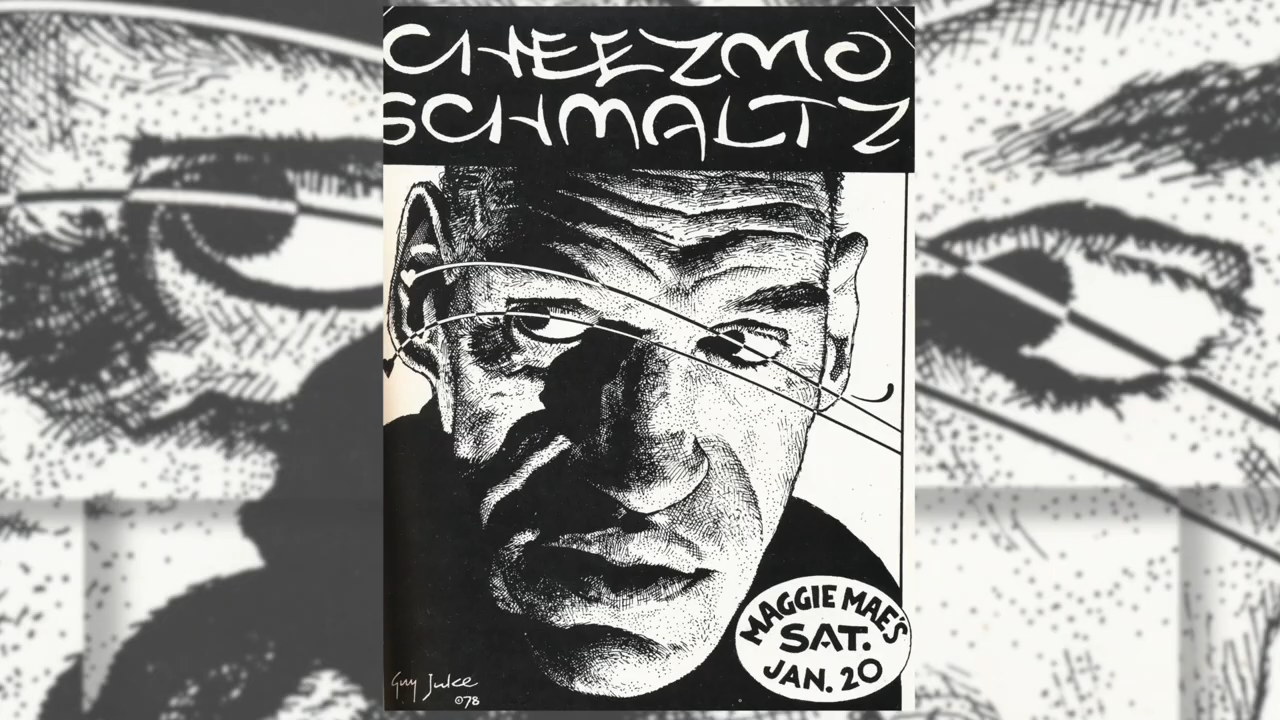 CHEEZMO
SCHMALTZ
MAGGIE MAE'S
SAT.
JAN. 20
Guy Juke
©78